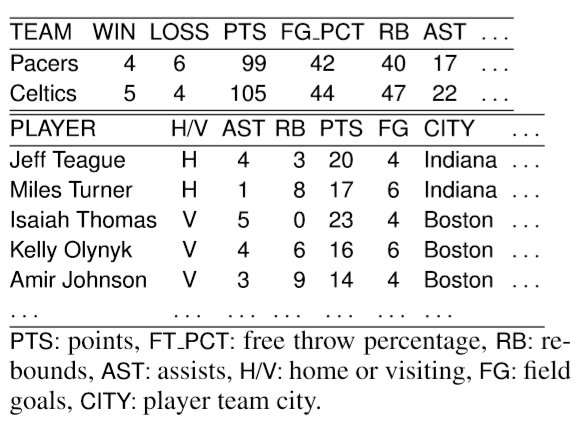 TEAM WIN LOSS PTS FG_PCT RB AST ...
Pacers 4 6 99 42 40 17 ...
Celtics 5 4 105 44 47 22 ...
PLAYER H/V AST RB PTS FG CITY ...
Jeff Teague H 4 3 20 4 Indiana ...
Miles Turner H 1 8 17 6 Indiana ...
Isaiah Thomas V 5 0 23 4 Boston ...
Kelly Olynyk V 4 6 16 6 Boston ...
Amir Johnson V 3 9 14 4 Boston ...
... ... ... ... ... ... ...
PTS: points, FT_PCT: free throw percentage, RB: re-
bounds, AST: assists, H/V: home or visiting, FG: field
goals, CITY: player team city.